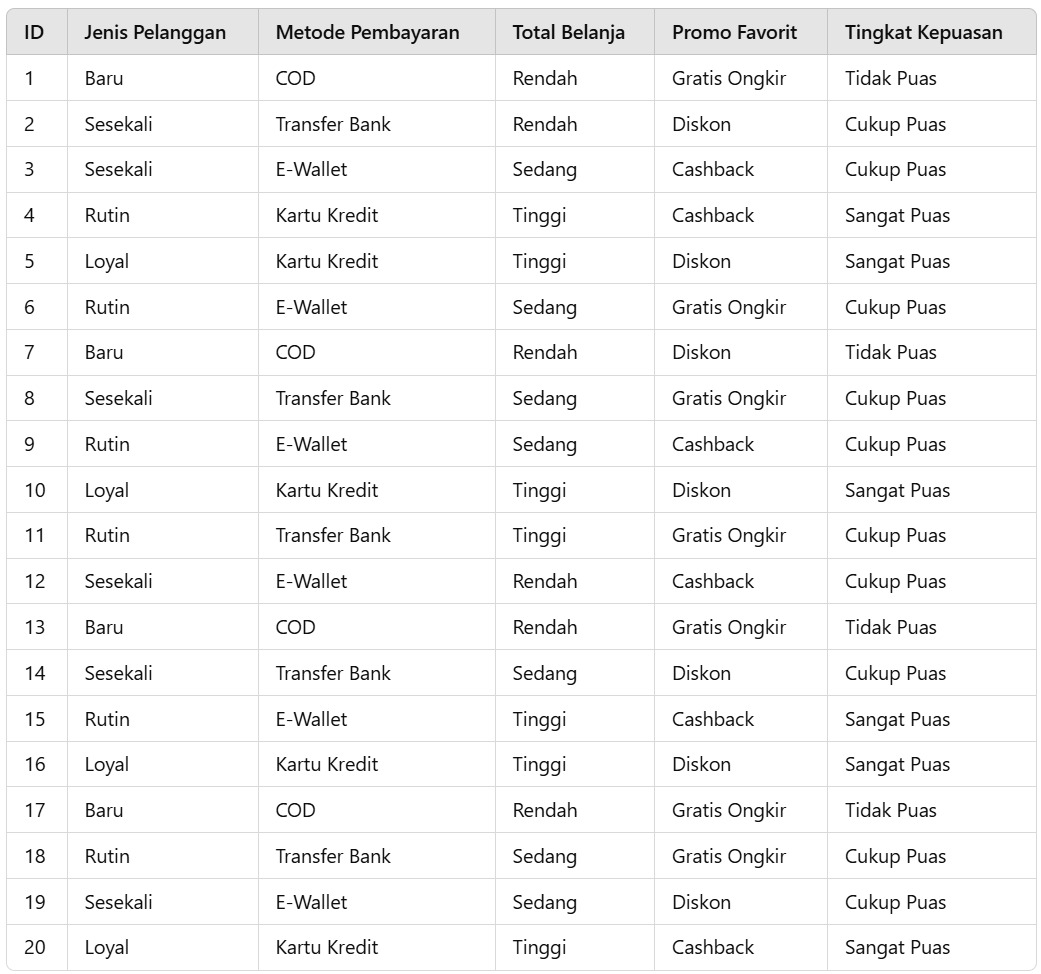 ID Jenis Pelanggan Metode Pembayaran Total Belanja Promo Favorit Tingkat Kepuasan
1 Baru COD Rendah Gratis Ongkir Tidak Puas
2 Sesekali Transfer Bank Rendah Diskon Cukup Puas
3 Sesekali E-Wallet Sedang Cashback Cukup Puas
4 Rutin Kartu Kredit Tinggi Cashback Sangat Puas
5 Loyal Kartu Kredit Tinggi Diskon Sangat Puas
6 Rutin E-Wallet Sedang Gratis Ongkir Cukup Puas
7 Baru COD Rendah Diskon Tidak Puas
8 Sesekali Transfer Bank Sedang Gratis Ongkir Cukup Puas
9 Rutin E-Wallet Sedang Cashback Cukup Puas
10 Loyal Kartu Kredit Tinggi Diskon Sangat Puas
11 Rutin Transfer Bank Tinggi Gratis Ongkir Cukup Puas
12 Sesekali E-Wallet Rendah Cashback Cukup Puas
13 Baru COD Rendah Gratis Ongkir Tidak Puas
14 Sesekali Transfer Bank Sedang Diskon Cukup Puas
15 Rutin E-Wallet Tinggi Cashback Sangat Puas
16 Loyal Kartu Kredit Tinggi Diskon Sangat Puas
17 Baru COD Rendah Gratis Ongkir Tidak Puas
18 Rutin Transfer Bank Sedang Gratis Ongkir Cukup Puas
19 Sesekali E-Wallet Sedang Diskon Cukup Puas
20 Loyal Kartu Kredit Tinggi Cashback Sangat Puas